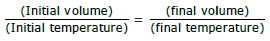 (Initial volume) / (Initial temperature) = (final volume) / (final temperature)